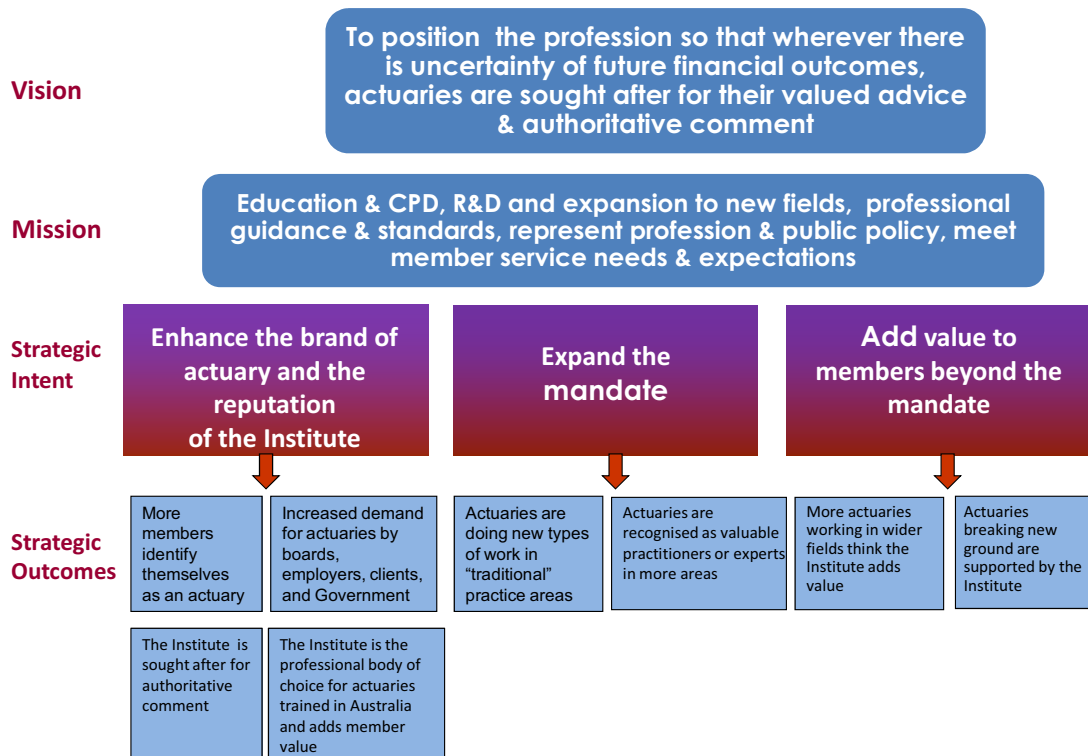 Vision
To position  the profession so that wherever there
is uncertainty of future financial outcomes,
actuaries are sought after for their valued advice
& authoritative comment
Mission
Education & CPD, R&D and expansion to new fields,  professional
guidance & standards, represent profession & public policy, meet
member service needs & expectations
Strategic
Intent
Enhance the brand of
actuary and the
reputation
of the Institute
Expand the
mandate
Add value to
members beyond the
mandate
Strategic
Outcomes
More
members
identify
themselves
as an actuary
Increased demand
for actuaries by
boards,
employers, clients,
and Government
Actuaries are
doing new types
of work in
“traditional”
practice areas
Actuaries are
recognised as valuable
practitioners or experts
in more areas
More actuaries
working in wider
fields think the
Institute adds
value
Actuaries
breaking new
ground are
supported by the
Institute
The Institute  is
sought after for
authoritative
comment
The Institute is the
professional body of
choice for actuaries
trained in Australia
and adds member
value